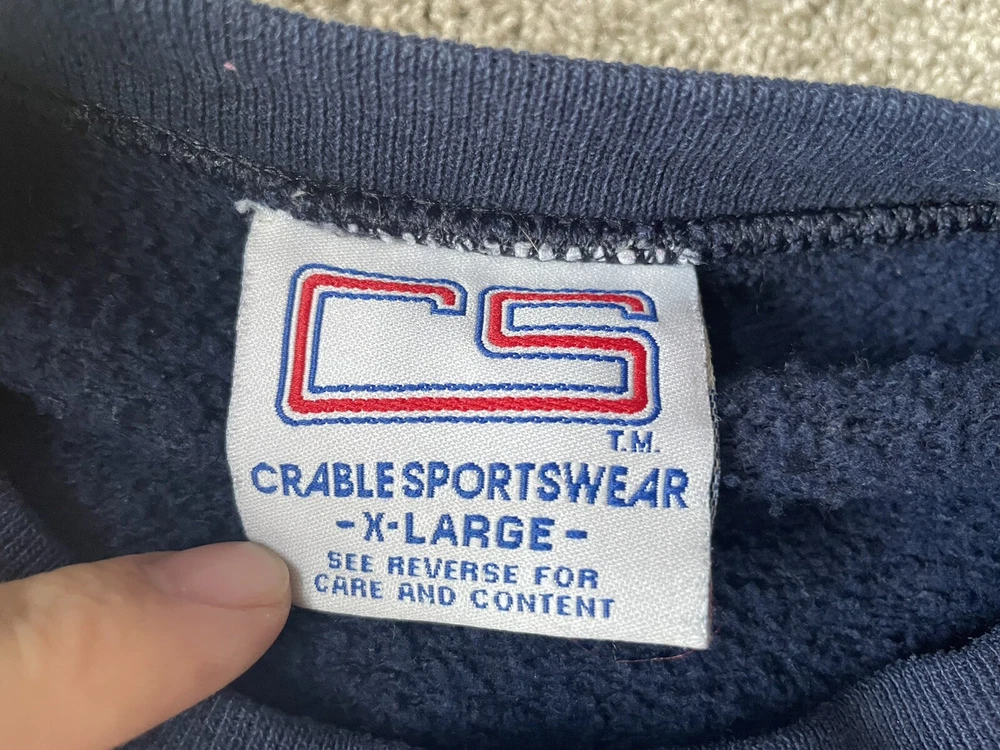 CS
T.M.
CRABLE SPORTSWEAR
- X-LARGE -
SEE REVERSE FOR
CARE AND CONTENT